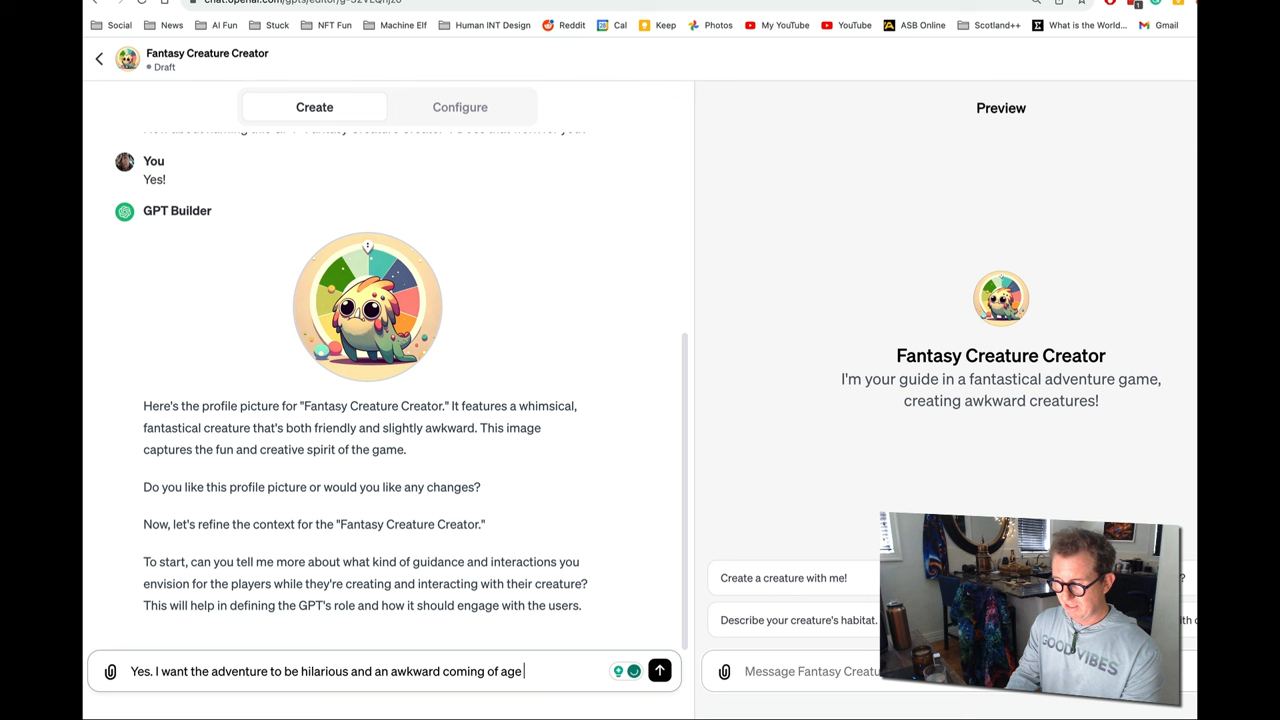 Social
News
AI Fun
Stuck
NFT Fun
Machine Elf
Human INT Design
Reddit
Cal
Keep
Photos
My YouTube
YouTube
ASB Online
Scotland++
What is the World...
Gmail
Fantasy Creature Creator
Draft
Create
Configure
Preview
You
Yes!
GPT Builder
Here's the profile picture for "Fantasy Creature Creator." It features a whimsical,
fantastical creature that's both friendly and slightly awkward. This image
captures the fun and creative spirit of the game.
Do you like this profile picture or would you like any changes?
Now, let's refine the context for the "Fantasy Creature Creator."
To start, can you tell me more about what kind of guidance and interactions you
envision for the players while they're creating and interacting with their creature?
This will help in defining the GPT's role and how it should engage with the users.
Yes. I want the adventure to be hilarious and an awkward coming of age
Fantasy Creature Creator
I'm your guide in a fantastical adventure game,
creating awkward creatures!
Create a creature with me!
Describe your creature's habitat.
Message Fantasy Creatu
GOOD VIBES